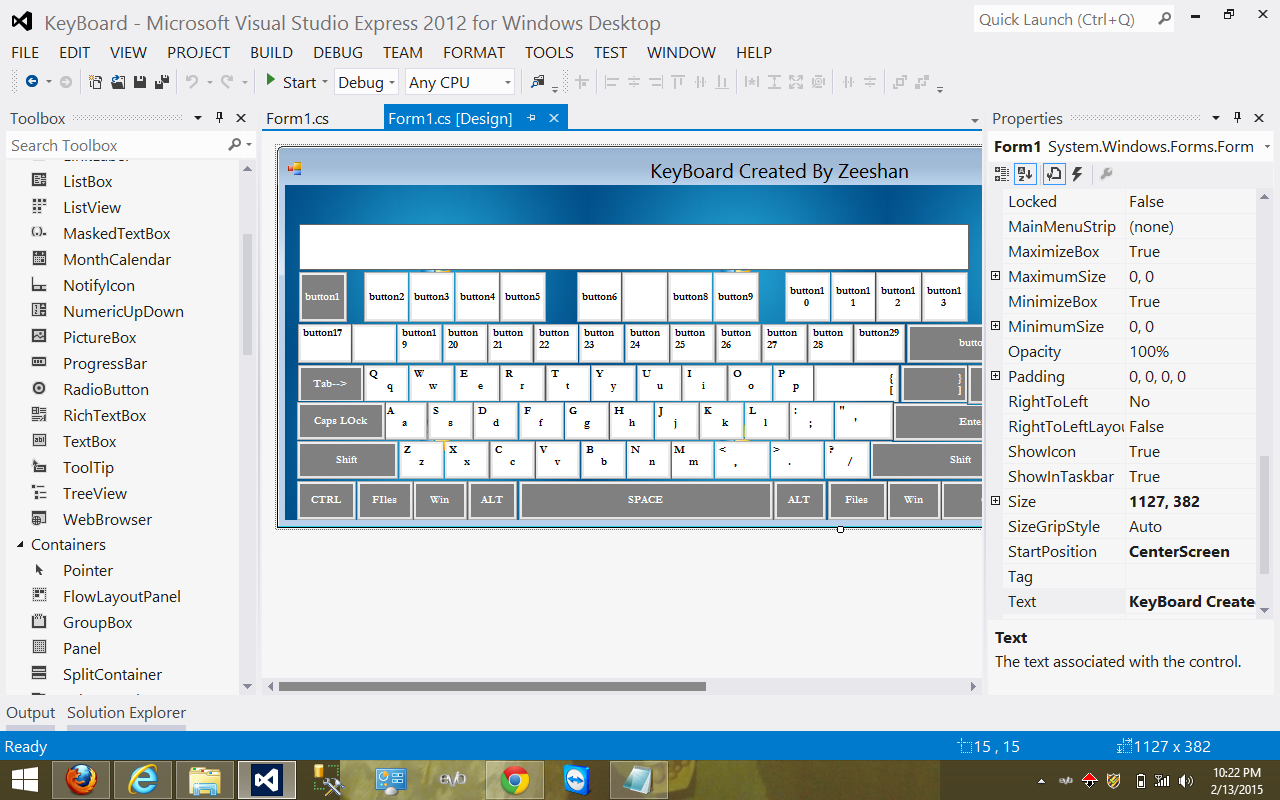 KeyBoard - Microsoft Visual Studio Express 2012 for Windows Desktop
Quick Launch (Ctrl+Q)
FILE EDIT VIEW PROJECT BUILD DEBUG TEAM FORMAT TOOLS TEST WINDOW HELP
Start Debug Any CPU
Toolbox
Search Toolbox
ListBox
ListView
MaskedTextBox
MonthCalendar
NotifyIcon
NumericUpDown
PictureBox
ProgressBar
RadioButton
RichTextBox
TextBox
ToolTip
TreeView
WebBrowser
Containers
Pointer
FlowLayoutPanel
GroupBox
Panel
SplitContainer
Output Solution Explorer
Form1.cs Form1.cs [Design]
KeyBoard Created By Zeeshan
button1 button2 button3 button4 button5 button6 button8 button9 button10 button11 button12 button13
button17 button19 button20 button21 button22 button23 button24 button25 button26 button27 button28 button29 butto
Tab--> Q q W w E e R r T t Y y U u I i O o P p { [ } ]
Caps LOck A a S s D d F f G g H h J j K k L l : ; " ' Ente
Shift Z z X x C c V v B b N n M m < , > . ? / Shift
CTRL FIles Win ALT SPACE ALT Files Win
Properties
Form1 System.Windows.Forms.Form
Locked False
MainMenuStrip (none)
MaximizeBox True
MaximumSize 0, 0
MinimizeBox True
MinimumSize 0, 0
Opacity 100%
Padding 0, 0, 0, 0
RightToLeft No
RightToLeftLayou False
ShowIcon True
ShowInTaskbar True
Size 1127, 382
SizeGripStyle Auto
StartPosition CenterScreen
Tag
Text KeyBoard Create
Text
The text associated with the control.
Ready 15 , 15 1127 x 382
evo
10:22 PM
2/13/2015